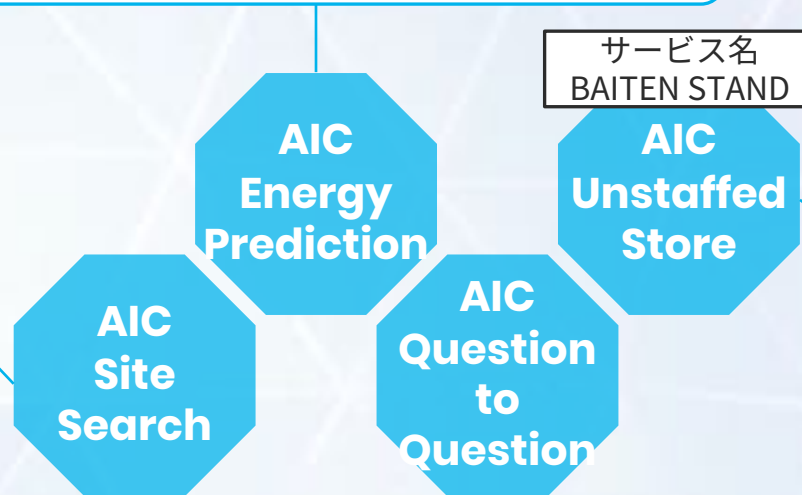 サービス名
BAITEN STAND
AIC
Energy
Prediction
AIC
Unstaffed
Store
AIC
Site
Search
AIC
Question
to
Question